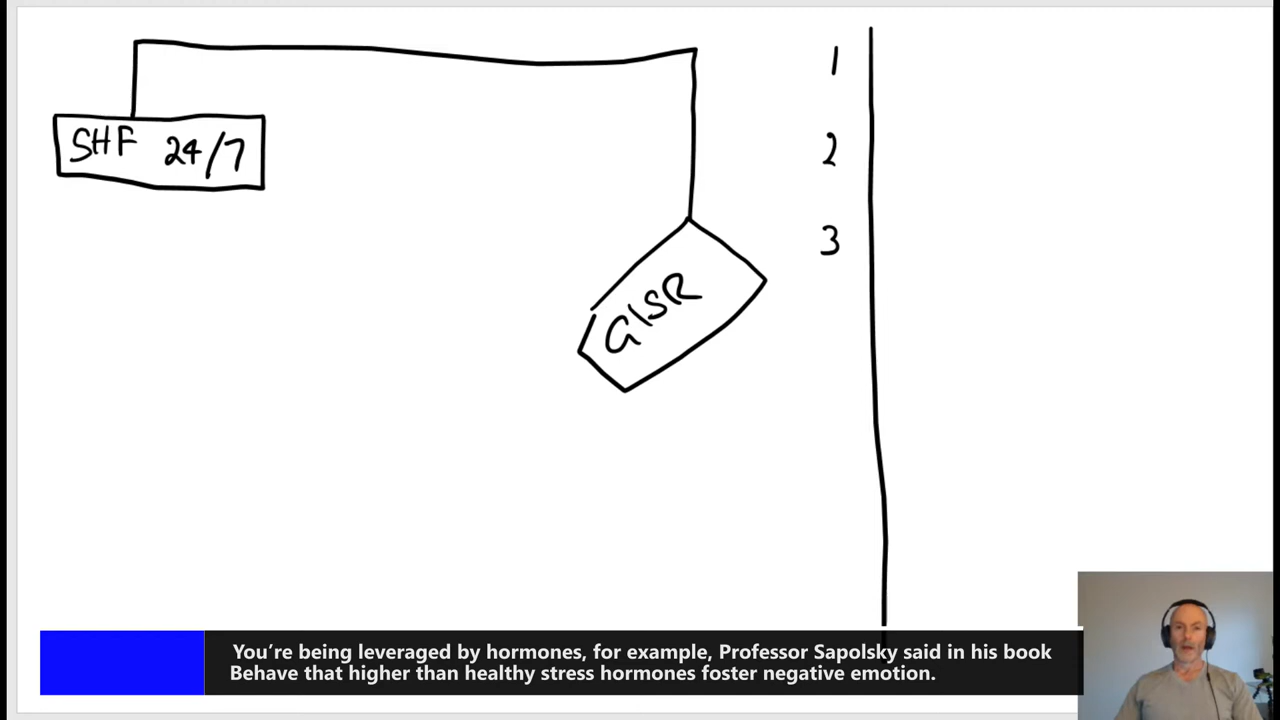 SHF 24/7
1
2
3
GISR
You're being leveraged by hormones, for example, Professor Sapolsky said in his book
Behave that higher than healthy stress hormones foster negative emotion.